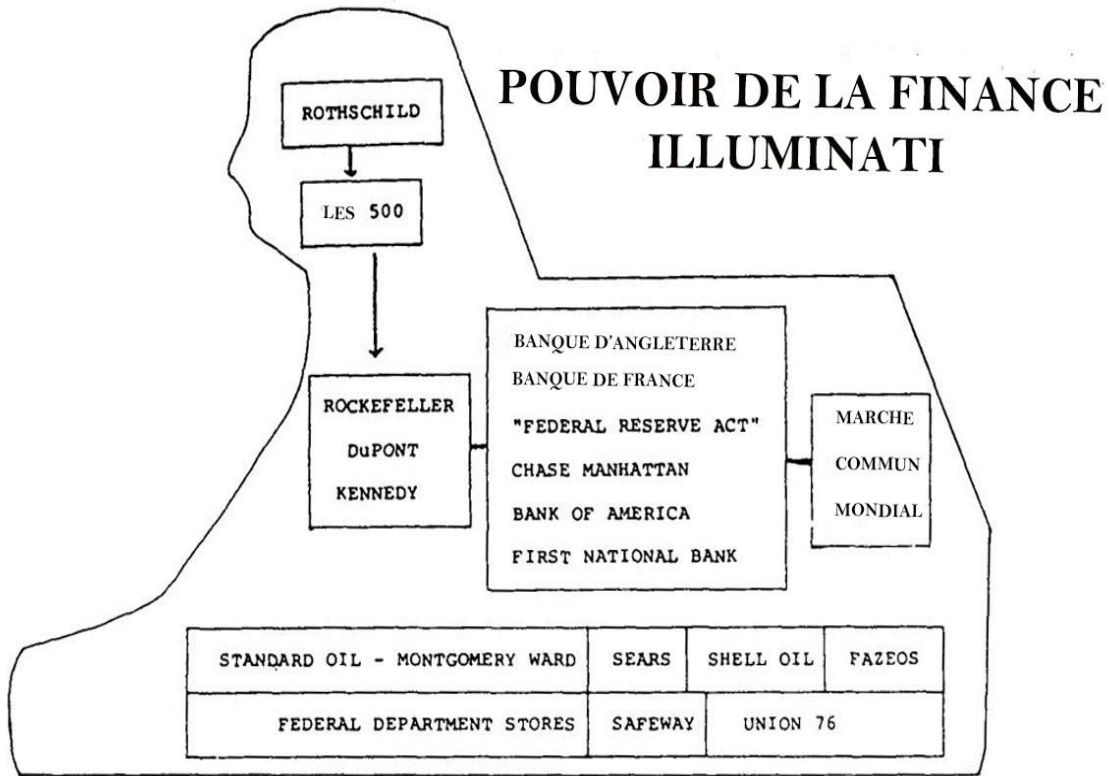 POUVOIR DE LA FINANCE
ILLUMINATI
ROTHSCHILD
LES 500
ROCKEFELLER
DuPONT
KENNEDY
BANQUE D'ANGLETERRE
BANQUE DE FRANCE
"FEDERAL RESERVE ACT"
CHASE MANHATTAN
BANK OF AMERICA
FIRST NATIONAL BANK
MARCHE
COMMUN
MONDIAL
STANDARD OIL - MONTGOMERY WARD
SEARS
SHELL OIL
FAZEOS
FEDERAL DEPARTMENT STORES
SAFEWAY
UNION 76